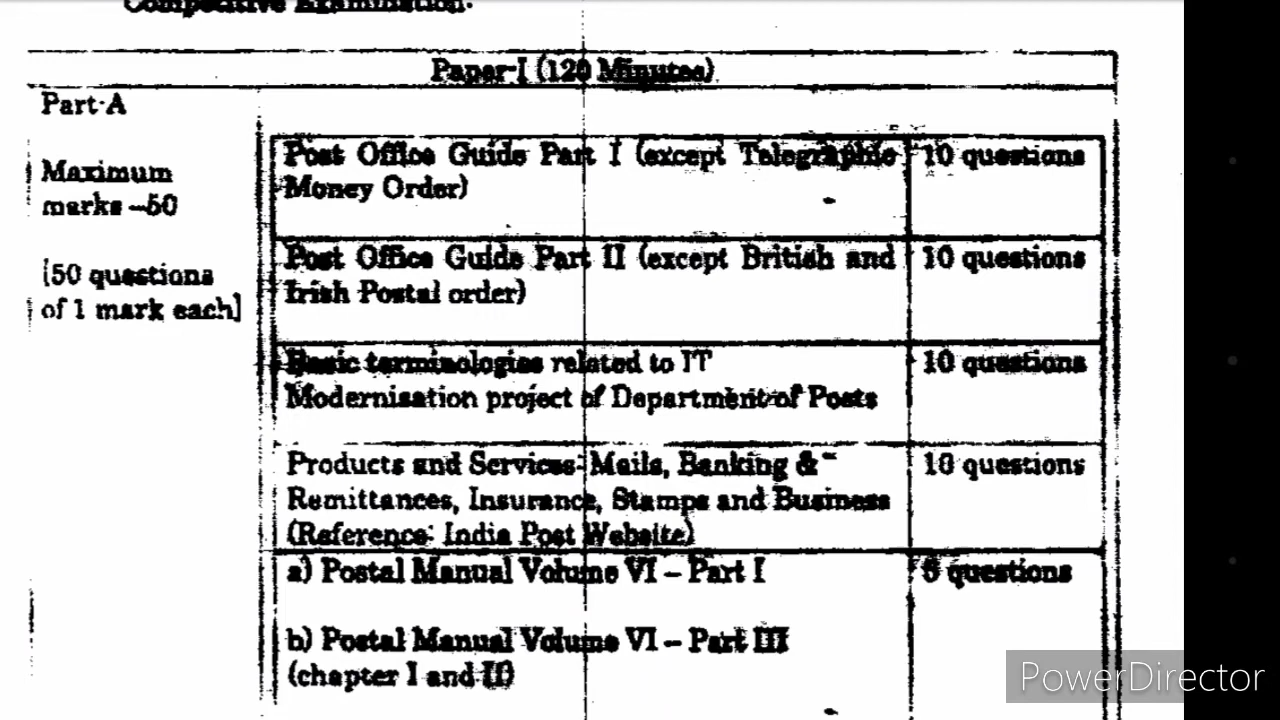 Competitive Examination.
Paper-I (120 Minutes)
Part-A
Maximum
marks –50
[50 questions
of 1 mark each]
Post Office Guide Part I (except Telegraphic
Money Order)
10 questions
Post Office Guide Part II (except British and
Irish Postal order)
10 questions
Basic terminologies related to IT
Modernisation project of Department of Posts
10 questions
Products and Services: Mails, Banking &
Remittances, Insurance, Stamps and Business
(Reference: India Post Website)
10 questions
a) Postal Manual Volume VI – Part I
questions
b) Postal Manual Volume VI – Part III
(chapter I and II)
PowerDirector